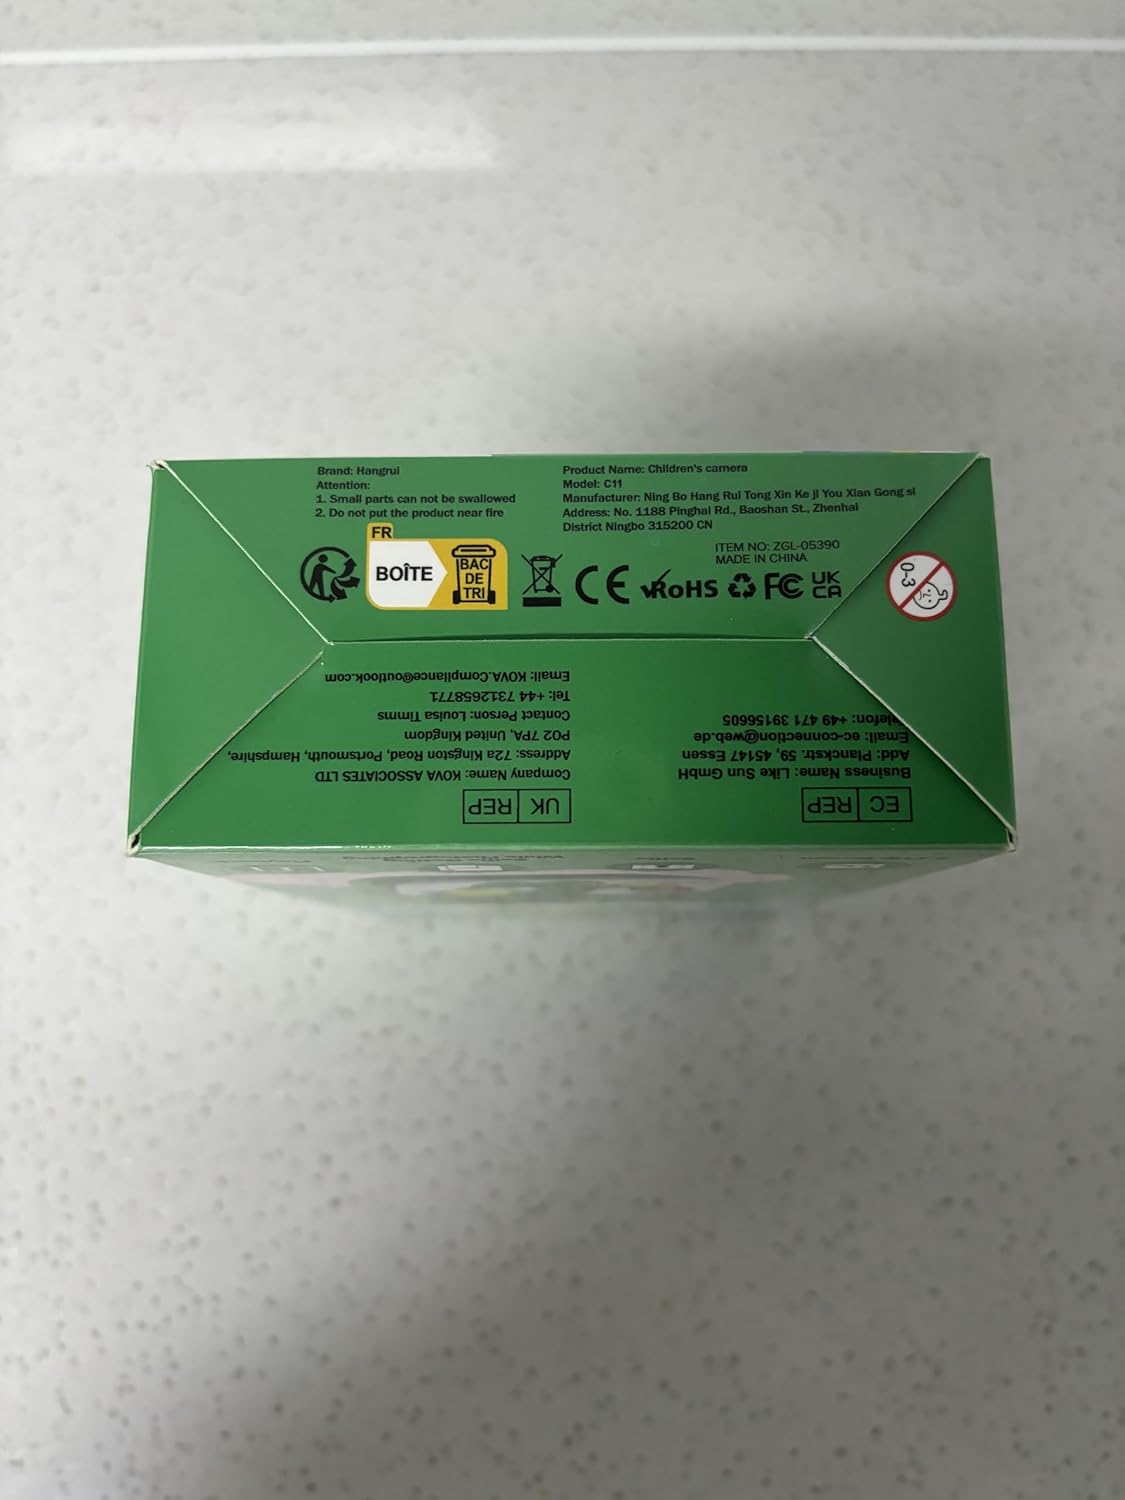 Brand: Hangrui
Attention:
1. Small parts can not be swallowed
2. Do not put the product near fire
Product Name: Children's camera
Model: C11
Manufacturer: Ning Bo Hang Rui Tong Xin Ke ji You Xian Gong si
Address: No. 1188 Pinghai Rd., Baoshan St., Zhenhai
District Ningbo 315200 CN
ITEM NO: ZGL-05390
MADE IN CHINA
FR
BOÎTE
BAC
DE
TRI
CE
RoHS
FC
UK
CA
0-3
UK REP
Company Name: KOVA ASSOCIATES LTD
Address: 72a Kingston Road, Portsmouth, Hampshire,
PO2 7PA, United Kingdom
Contact Person: Louisa Timms
Tel: +44 7312658771
Email: KOVA.Compliance@outlook.com
EC REP
Business Name: Like Sun GmbH
Add: Planckstr. 59, 45147 Essen
Email: ec-connection@web.de
elefon: +49 471 39156605